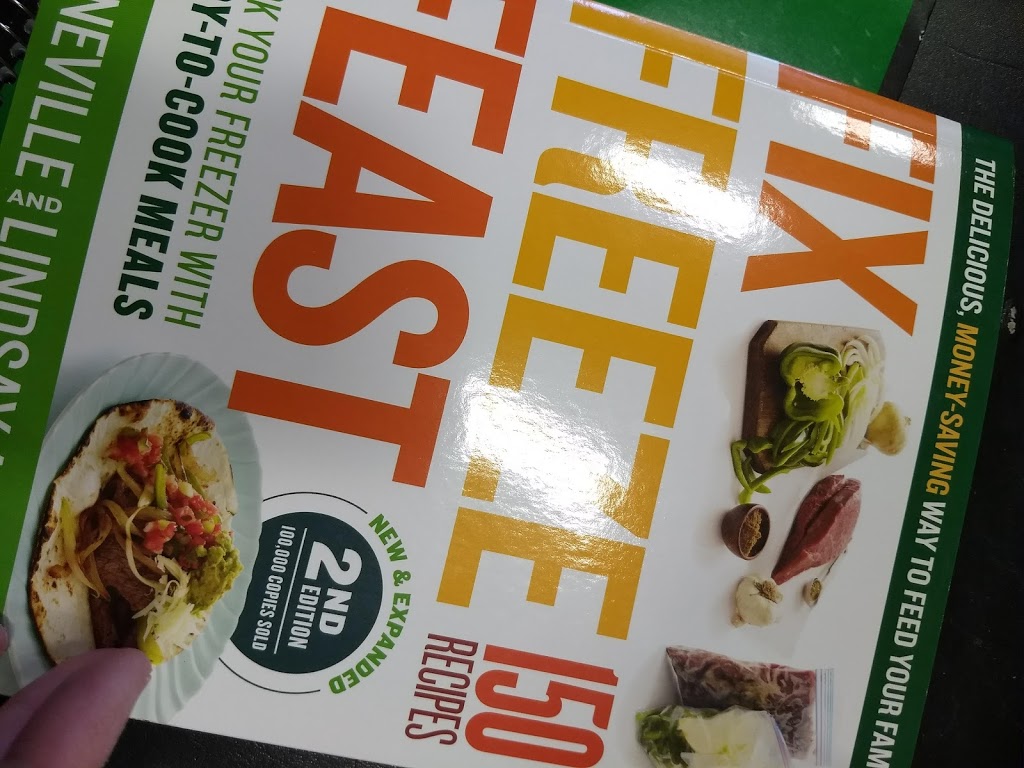 THE DELICIOUS, MONEY-SAVING WAY TO FEED YOUR FAM
FIX
FREEZE
FEAST
150
RECIPES
NEW & EXPANDED
2ND
EDITION
100,000 COPIES SOLD
YOUR FREEZER WITH
-TO-COOK MEALS
NEVILLE AND LINDSAY